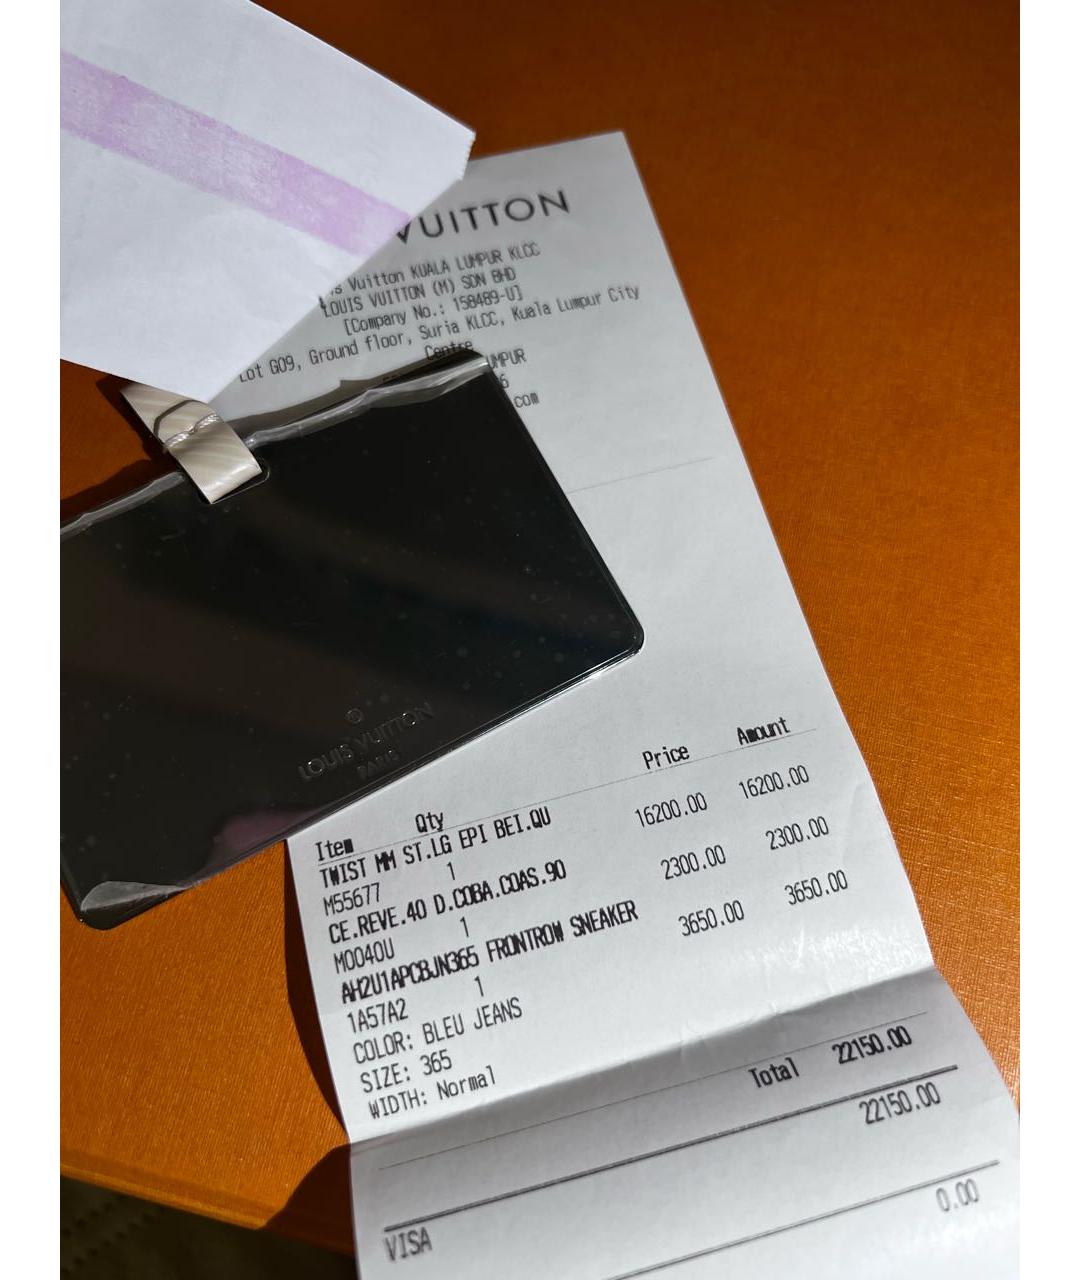 VUITTON
Vuitton KUALA LUMPUR KLCC
LOUIS VUITTON (M) SDN BHD
[Company No.: 158489-U]
Lot G09, Ground floor, Suria KLCC, Kuala Lumpur City
Centre
UMPUR
6
com
LOUIS VUITTON
PARIS
Item Qty Price Amount
TWIST MM ST.LG EPI BEI.QU
M55677 1 16200.00 16200.00
CE.REVE.40 D.COBA.COAS.90
M0040U 1 2300.00 2300.00
AH2U1APCBJN365 FRONTROW SNEAKER
1A57A2 1 3650.00 3650.00
COLOR: BLEU JEANS
SIZE: 365
WIDTH: Normal
Total 22150.00
22150.00
VISA 0.00